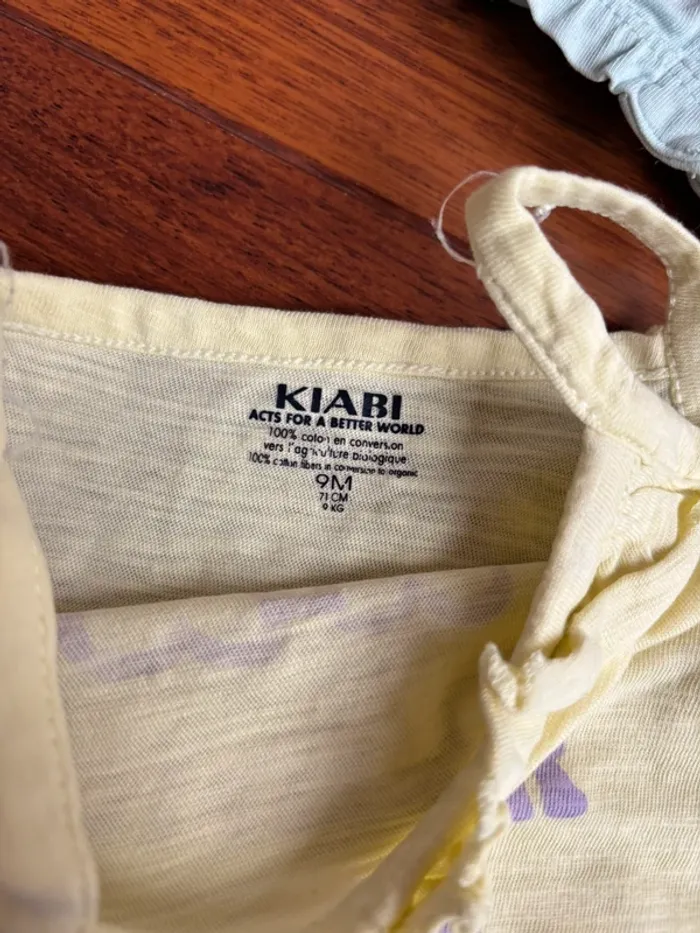 KIABI
ACTS FOR A BETTER WORLD
100% coton en conversion
vers l'agriculture biologique
100% cotton fibers in conversion to organic
9M
71 CM
9 KG